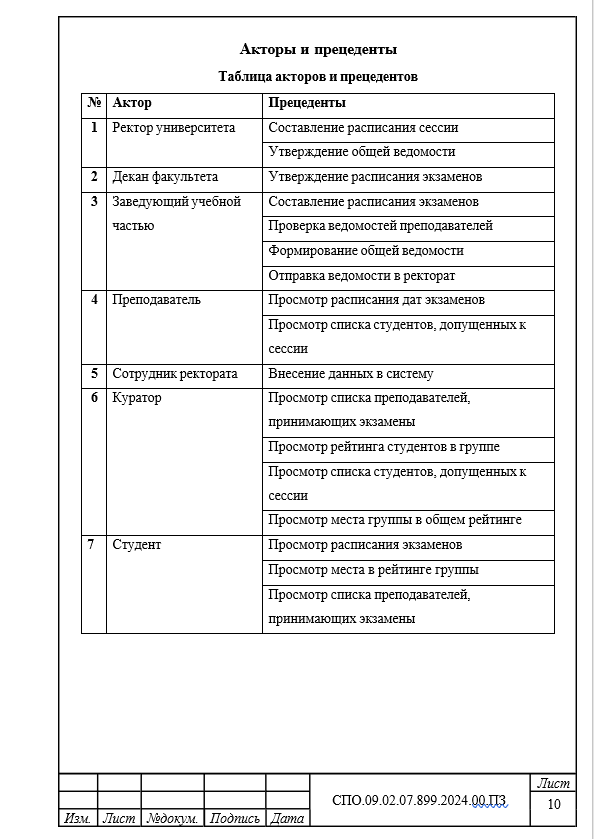 Акторы и прецеденты
Таблица акторов и прецедентов
№ Актор Прецеденты
1 Ректор университета Составление расписания сессии
Утверждение общей ведомости
2 Декан факультета Утверждение расписания экзаменов
3 Заведующий учебной Составление расписания экзаменов
частью Проверка ведомостей преподавателей
Формирование общей ведомости
Отправка ведомости в ректорат
4 Преподаватель Просмотр расписания дат экзаменов
Просмотр списка студентов, допущенных к
сессии
5 Сотрудник ректората Внесение данных в систему
6 Куратор Просмотр списка преподавателей,
принимающих экзамены
Просмотр рейтинга студентов в группе
Просмотр списка студентов, допущенных к
сессии
Просмотр места группы в общем рейтинге
7 Студент Просмотр расписания экзаменов
Просмотр места в рейтинге группы
Просмотр списка преподавателей,
принимающих экзамены
СПО.09.02.07.899.2024.00.ПЗ
Лист
10
Изм. Лист №докум. Подпись Дата